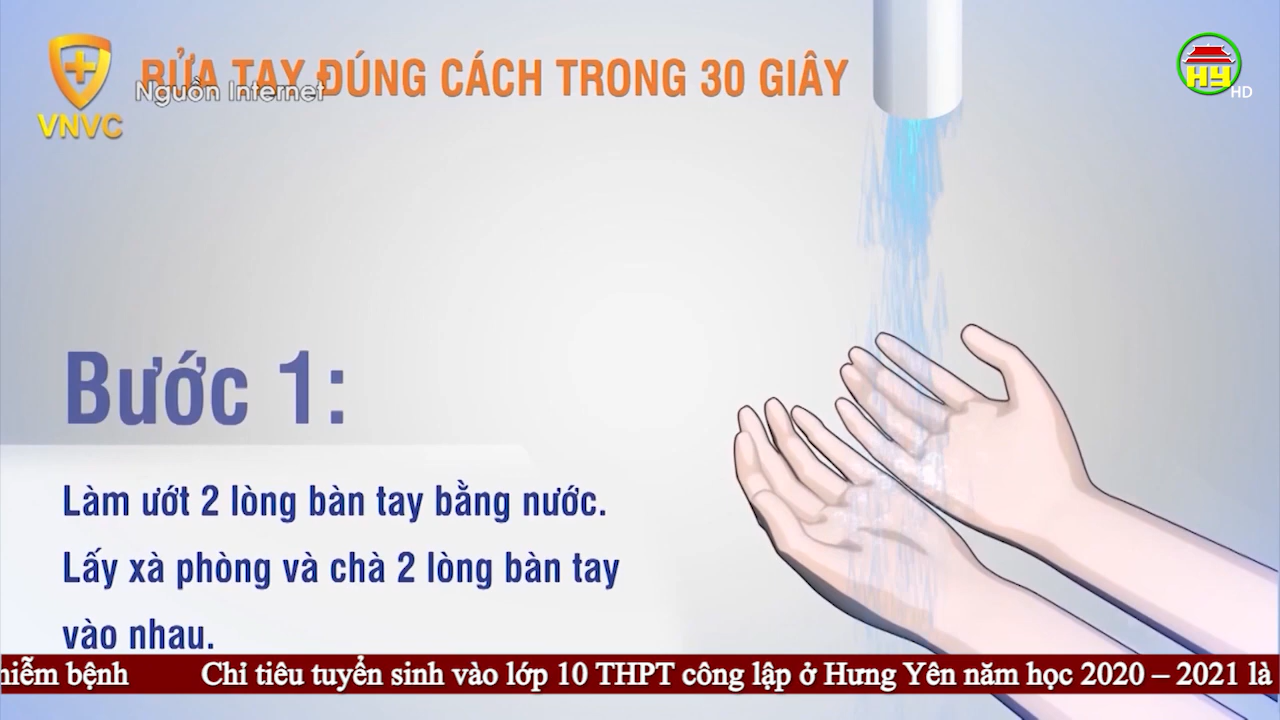 RỬA TAY ĐÚNG CÁCH TRONG 30 GIÂY
Nguồn Internet
VNVC
HY
HD
Bước 1:
Làm ướt 2 lòng bàn tay bằng nước.
Lấy xà phòng và chà 2 lòng bàn tay
vào nhau.
hiễm bệnh Chỉ tiêu tuyển sinh vào lớp 10 THPT công lập ở Hưng Yên năm học 2020 – 2021 là